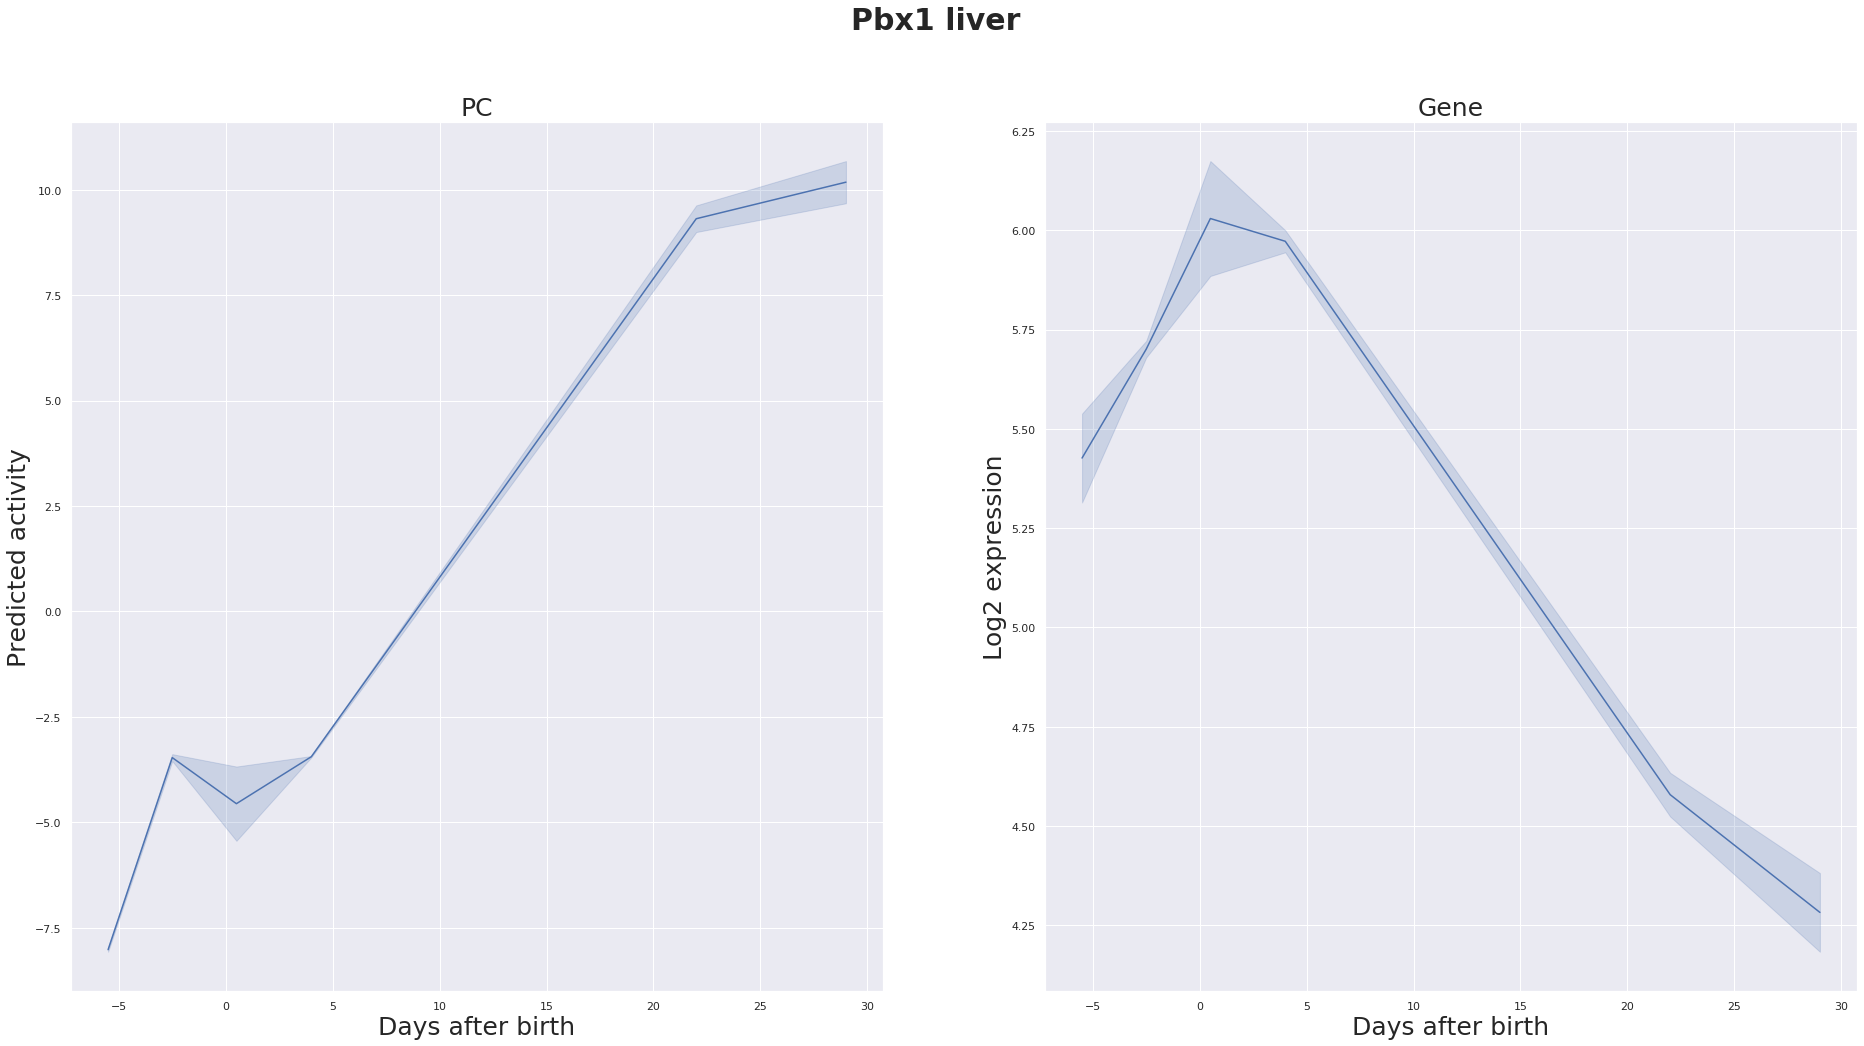 Pbx1 liver
PC
Predicted activity
10.0
7.5
5.0
2.5
0.0
−2.5
−5.0
−7.5
−5 0 5 10 15 20 25 30
Days after birth
Gene
Log2 expression
6.25
6.00
5.75
5.50
5.25
5.00
4.75
4.50
4.25
−5 0 5 10 15 20 25 30
Days after birth